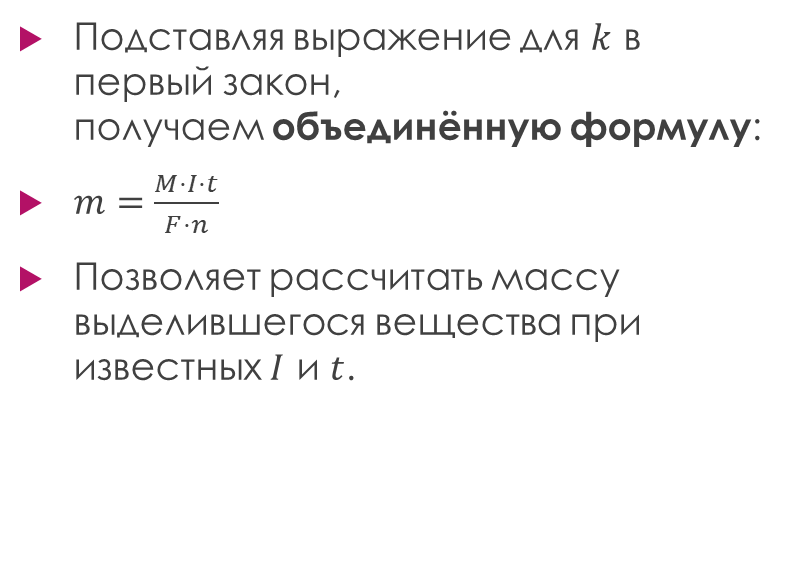 Подставляя выражение для k в
первый закон,
получаем объединённую формулу:
m = M·I·t / F·n
Позволяет рассчитать массу
выделившегося вещества при
известных I и t.